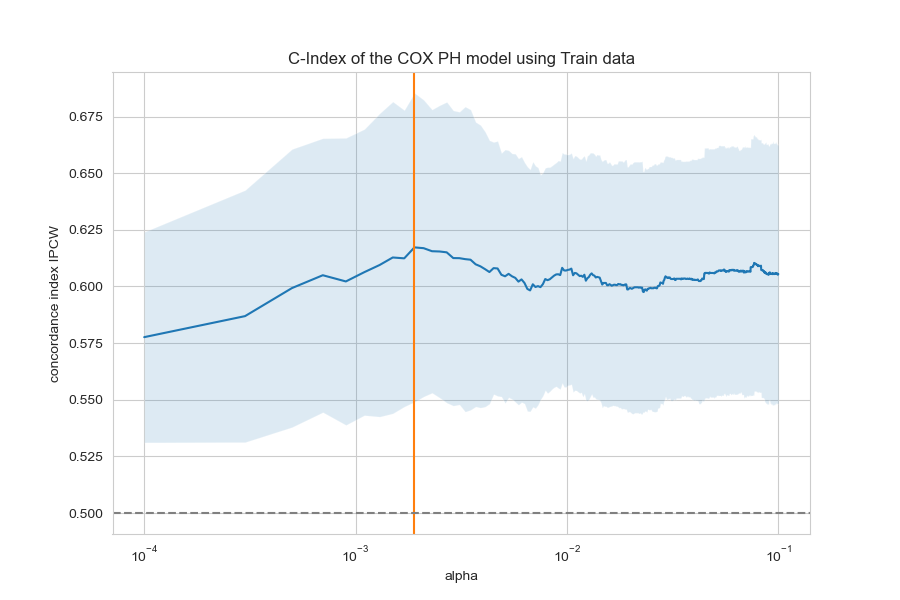 C-Index of the COX PH model using Train data
concordance index IPCW
0.675
0.650
0.625
0.600
0.575
0.550
0.525
0.500
10⁻⁴ 10⁻³ 10⁻² 10⁻¹
alpha